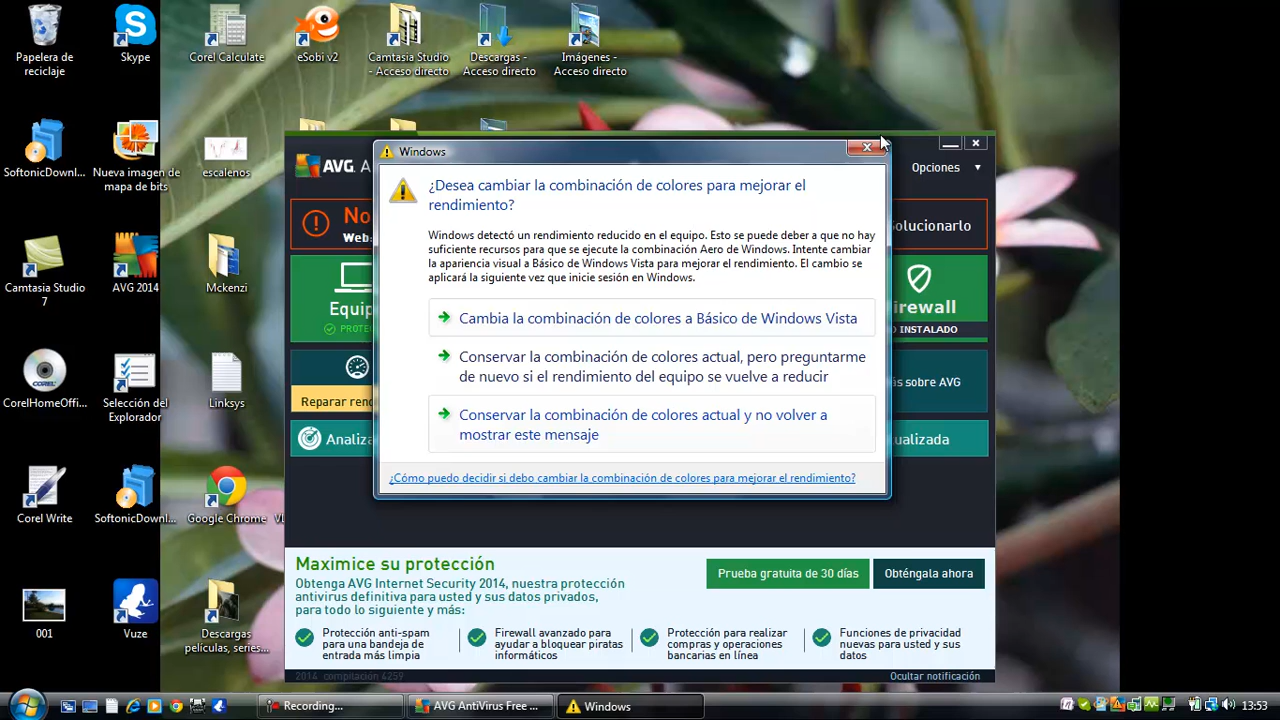 Papelera de
reciclaje
Skype
Corel Calculate
eSobi v2
Camtasia Studio
- Acceso directo
Descargas -
Acceso directo
Imágenes -
Acceso directo
SoftonicDownl...
Nueva imagen de
mapa de bits
escalenos
Camtasia Studio
7
AVG 2014
Mckenzi
CorelHomeOffi...
Selección del
Explorador
Linksys
Corel Write
SoftonicDownl...
Google Chrome
001
Vuze
Descargas
películas, series...
AVG
Opciones
No
Web
Solucionarlo
Equip
Firewall
NO INSTALADO
Reparar ren
Más sobre AVG
Analiza
Windows
¿Desea cambiar la combinación de colores para mejorar el
rendimiento?
Windows detectó un rendimiento reducido en el equipo. Esto se puede deber a que no hay
suficiente recursos para que se ejecute la combinación Aero de Windows. Intente cambiar
la apariencia visual a Básico de Windows Vista para mejorar el rendimiento. El cambio se
aplicará la siguiente vez que inicie sesión en Windows.
Cambia la combinación de colores a Básico de Windows Vista
Conservar la combinación de colores actual, pero preguntarme
de nuevo si el rendimiento del equipo se vuelve a reducir
Conservar la combinación de colores actual y no volver a
mostrar este mensaje
¿Cómo puedo decidir si debo cambiar la combinación de colores para mejorar el rendimiento?
Maximice su protección
Obtenga AVG Internet Security 2014, nuestra protección
antivirus definitiva para usted y sus datos privados,
para todo lo siguiente y más:
Prueba gratuita de 30 días
Obténgala ahora
Protección anti-spam
para una bandeja de
entrada más limpia
Firewall avanzado para
ayudar a bloquear piratas
informáticos
Protección para realizar
compras y operaciones
bancarias en línea
Funciones de privacidad
nuevas para usted y sus
datos
2014 compilación 4259
Ocultar notificación
Recording...
AVG AntiVirus Free ...
Windows
13:53